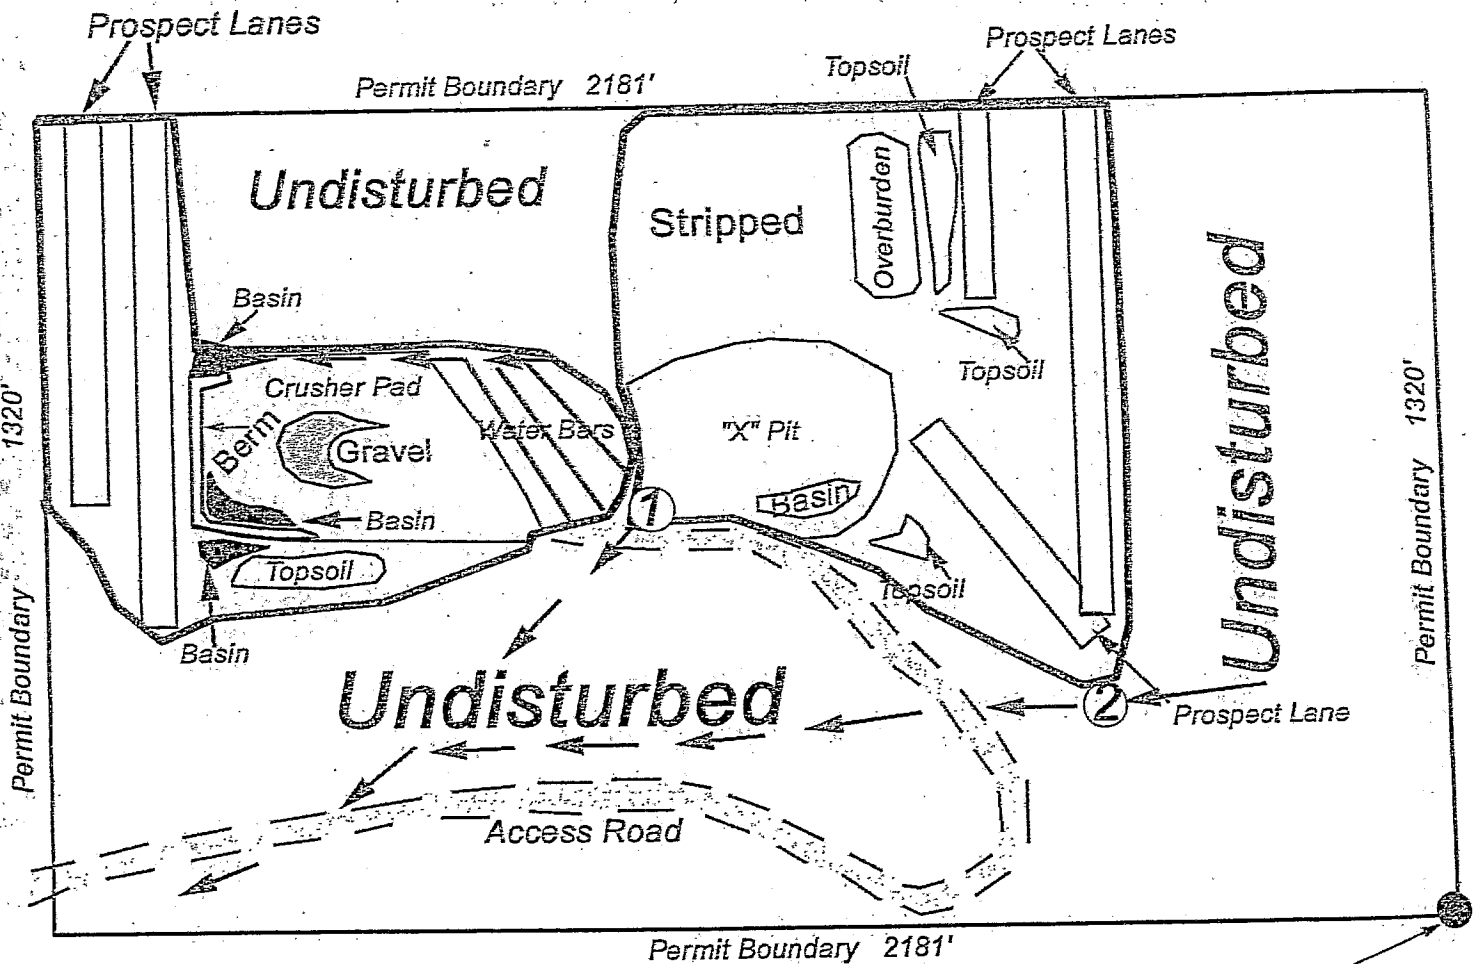 Prospect Lanes
Prospect Lanes
Topsoil
Permit Boundary 2181'
Undisturbed
Stripped
Overburden
Basin
Topsoil
Crusher Pad
Water Bars
"X" Pit
Berm
Gravel
Basin
Basin
1
Topsoil
Topsoil
Basin
Undisturbed
Undisturbed
2
Prospect Lane
Access Road
Permit Boundary 1320'
Permit Boundary 1320'
Permit Boundary 2181'